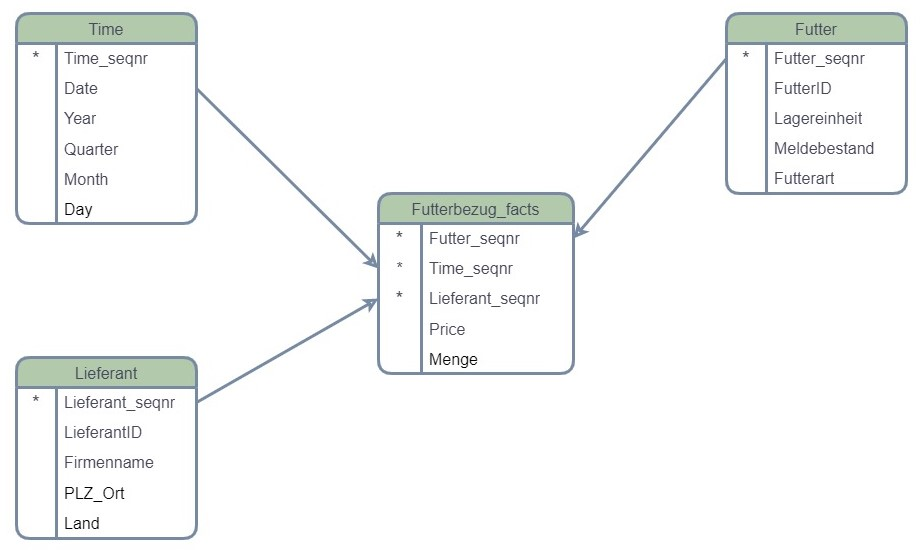 Time
* Time_seqnr
Date
Year
Quarter
Month
Day
Futter
* Futter_seqnr
FutterID
Lagereinheit
Meldebestand
Futterart
Futterbezug_facts
* Futter_seqnr
* Time_seqnr
* Lieferant_seqnr
Price
Menge
Lieferant
* Lieferant_seqnr
LieferantID
Firmenname
PLZ_Ort
Land